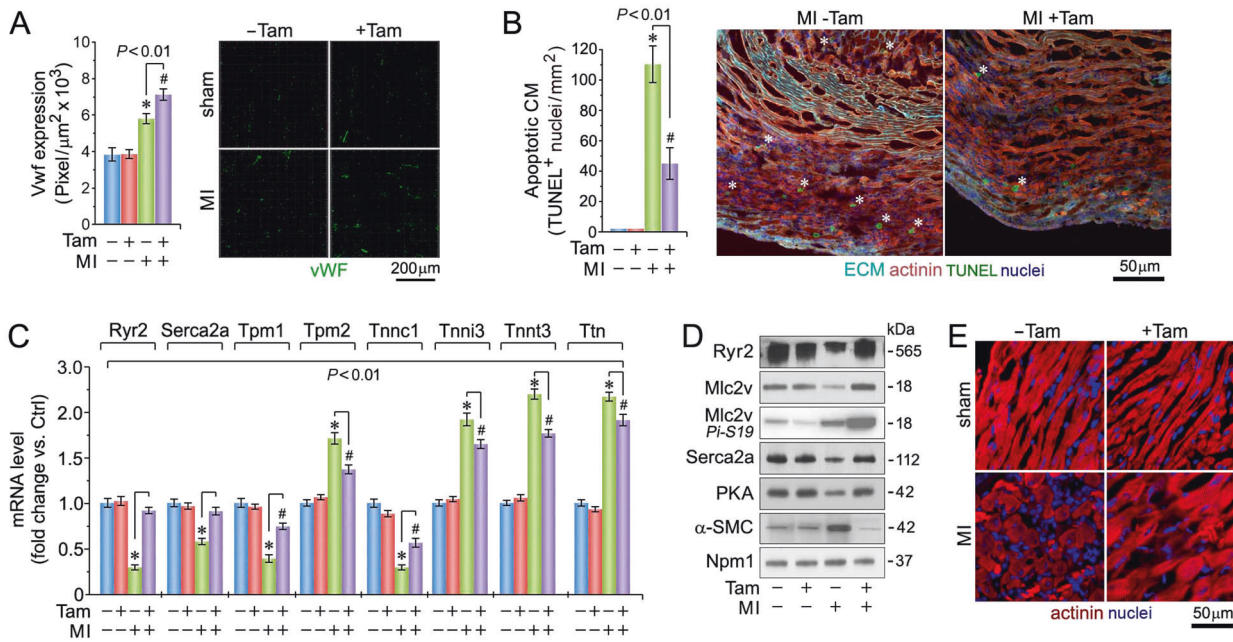 A
P < 0.01
Vwf expression
(Pixel/µm² x 10³)
10
8
6
4
2
0
*
#
Tam − + − +
MI − − + +
−Tam +Tam
sham
MI
vWF
200µm
B
P < 0.01
Apoptotic CM
(TUNEL⁺ nuclei/mm²)
120
100
80
60
40
20
0
*
#
Tam − + − +
MI − − + +
MI -Tam MI +Tam
* *
*
*
* *
* * *
*
*
ECM actinin TUNEL nuclei
50µm
C
Ryr2 Serca2a Tpm1 Tpm2 Tnnc1 Tnni3 Tnnt3 Ttn
P < 0.01
mRNA level
(fold change vs. Ctrl)
3.0
2.0
1.5
1.0
0.5
0
* * * * # * # * # * # * #
#
Tam − + − + − + − + − + − + − + − + − + − + − + − + − + − + − + − +
MI − − + + − − + + − − + + − − + + − − + + − − + + − − + + − − + +
D
kDa
Ryr2 - 565
Mlc2v - 18
Mlc2v
Pi-S19 - 18
Serca2a - 112
PKA - 42
α-SMC - 42
Npm1 - 37
Tam − + − +
MI − − + +
E
−Tam +Tam
sham
MI
actinin nuclei
50µm